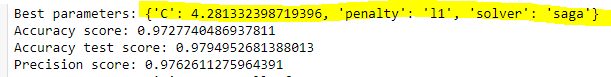 Best parameters: {'C': 4.281332398719396, 'penalty': 'l1', 'solver': 'saga'}
Accuracy score: 0.9727740486937811
Accuracy test score: 0.9794952681388013
Precision score: 0.9762611275964391